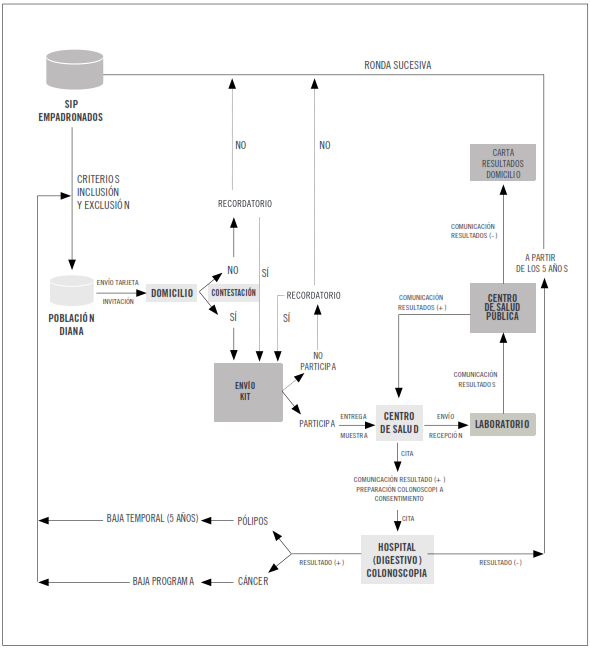 RONDA SUCESIVA
SIP
EMPADRONADOS
NO
NO
CARTA
RESULTADOS
DOMICILIO
CRITERIOS
INCLUSIÓN
Y EXCLUSIÓN
RECORDATORIO
COMUNICACIÓN
RESULTADOS (-)
A PARTIR
DE LOS 5 AÑOS
NO
SÍ
ENVÍO TARJETA
INVITACIÓN
DOMICILIO
CONTESTACIÓN
RECORDATORIO
POBLACIÓN
DIANA
SÍ
SÍ
COMUNICACIÓN
RESULTADOS (+)
CENTRO
DE SALUD
PÚBLICA
NO
PARTICIPA
ENVÍO
KIT
COMUNICACIÓN
RESULTADOS
PARTICIPA
ENTREGA
MUESTRA
CENTRO
DE SALUD
ENVÍO
RECEPCIÓN
LABORATORIO
CITA
COMUNICACIÓN RESULTADO (+)
PREPARACIÓN COLONOSCOPIA
CONSENTIMIENTO
CITA
BAJA TEMPORAL (5 AÑOS)
PÓLIPOS
HOSPITAL
(DIGESTIVO)
COLONOSCOPIA
RESULTADO (+)
RESULTADO (-)
BAJA PROGRAMA
CÁNCER